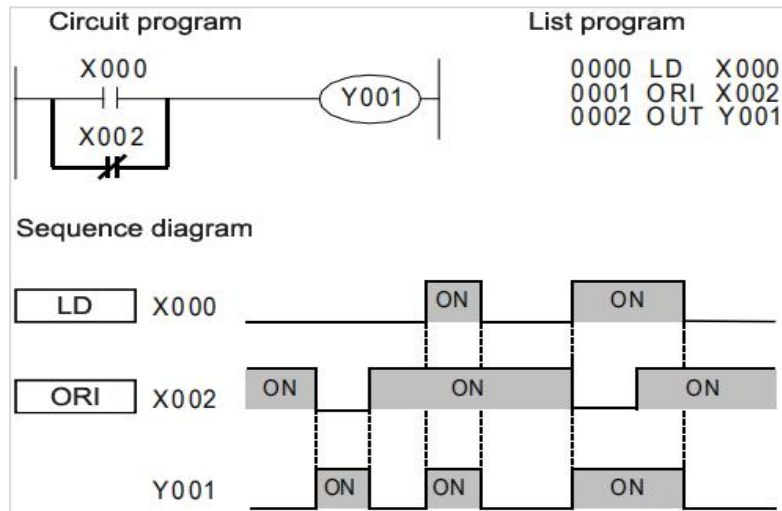 Circuit program
List program
X000
Y001
X002
0000 LD X000
0001 ORI X002
0002 OUT Y001
Sequence diagram
LD X000 ON ON
ORI X002 ON ON ON
Y001 ON ON ON